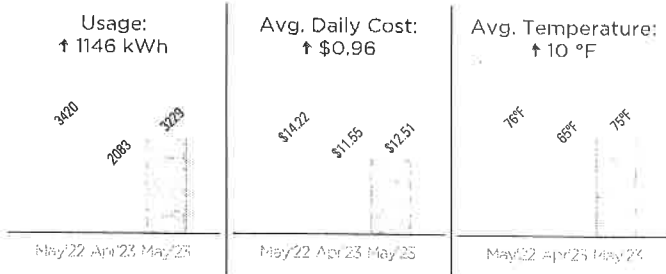 Usage:
↑ 1146 kWh
3420
2083
3229
May'22 Apr'23 May'23
Avg. Daily Cost:
↑ $0.96
$14.22
$11.55
$12.51
May'22 Apr'23 May'23
Avg. Temperature:
↑ 10 °F
76°F
65°F
75°F
May'22 Apr'23 May'23